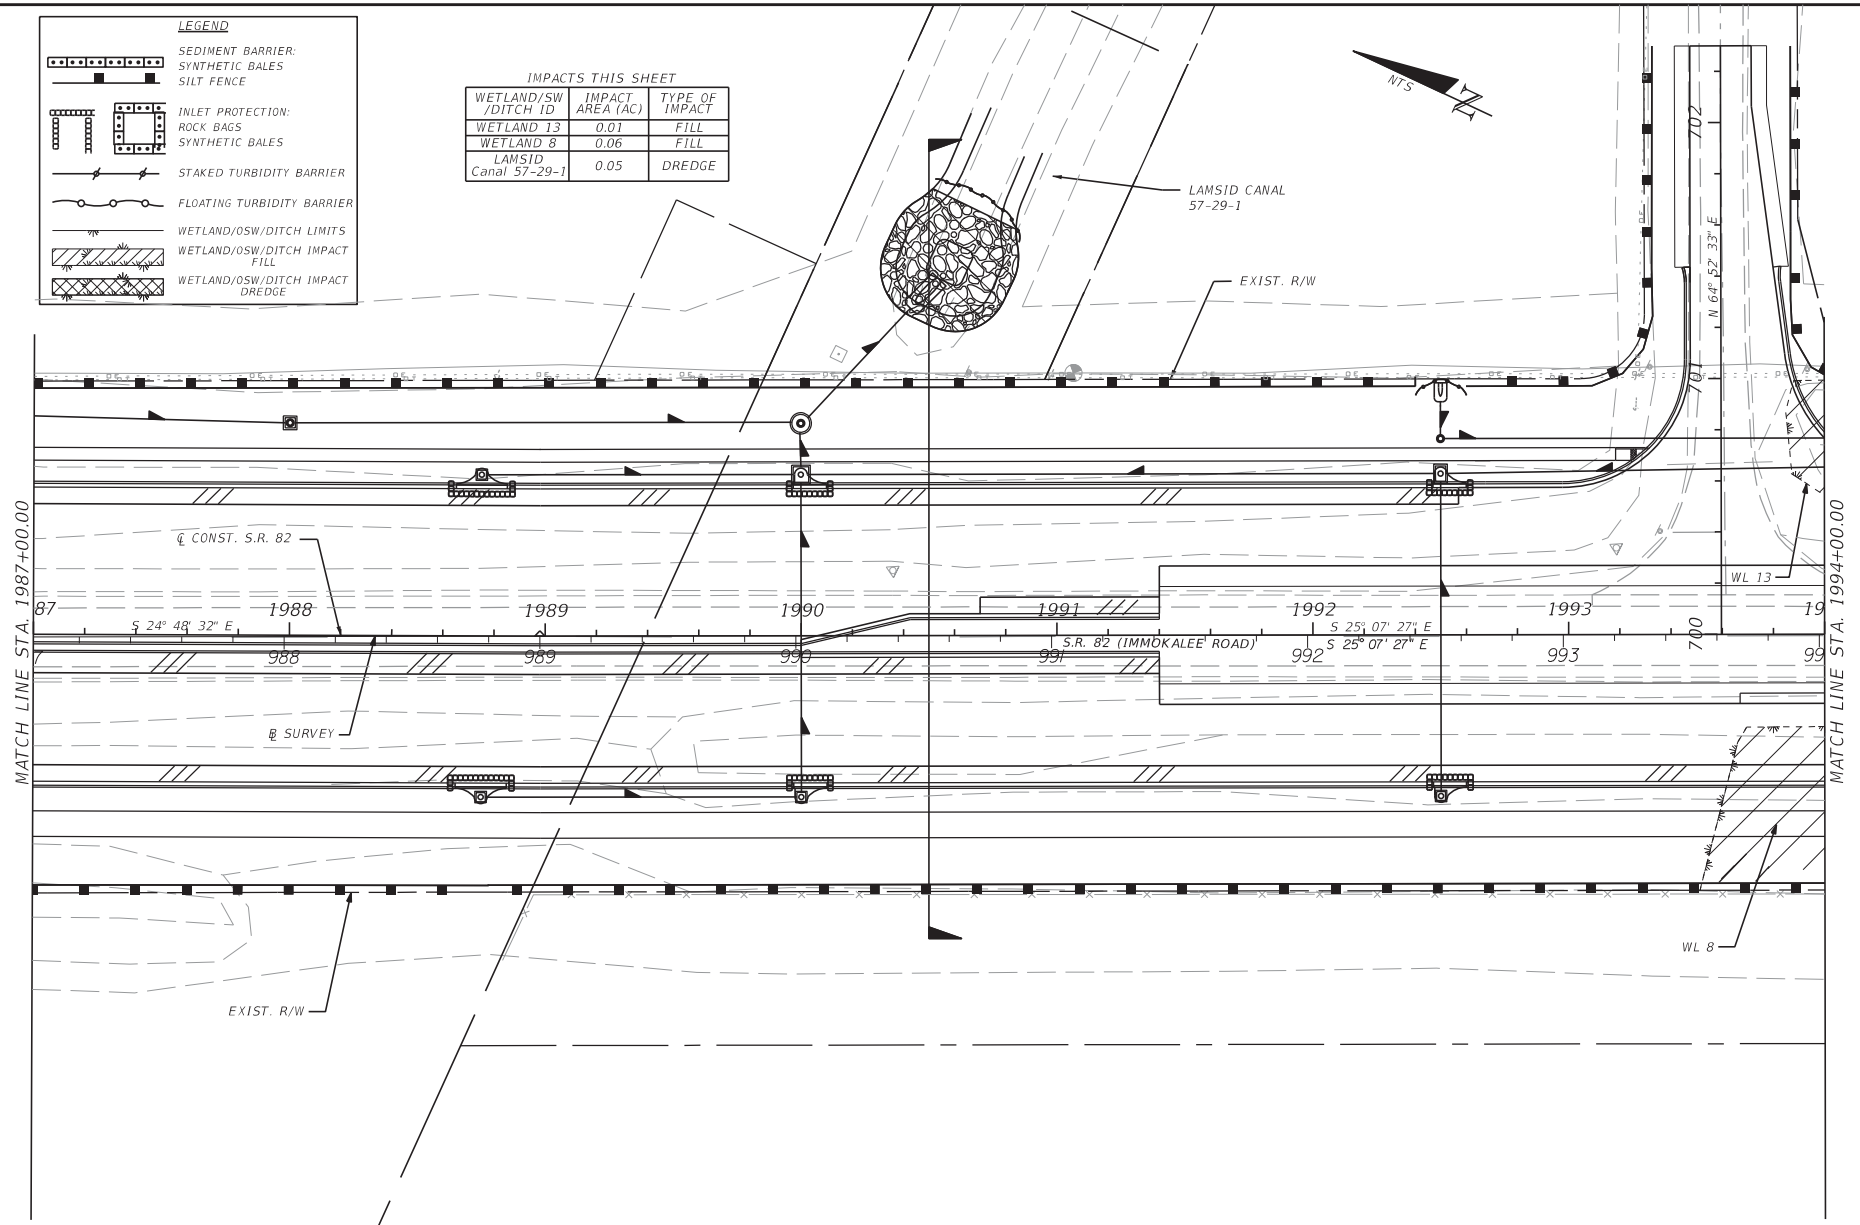 LEGEND
SEDIMENT BARRIER:
SYNTHETIC BALES
SILT FENCE
INLET PROTECTION:
ROCK BAGS
SYNTHETIC BALES
STAKED TURBIDITY BARRIER
FLOATING TURBIDITY BARRIER
WETLAND/OSW/DITCH LIMITS
WETLAND/OSW/DITCH IMPACT
FILL
WETLAND/OSW/DITCH IMPACT
DREDGE
IMPACTS THIS SHEET
WETLAND/SW
/DITCH ID
IMPACT
AREA (AC)
TYPE OF
IMPACT
WETLAND 13 0.01 FILL
WETLAND 8 0.06 FILL
LAMSID
Canal 57-29-1 0.05 DREDGE
NTS
N
LAMSID CANAL
57-29-1
EXIST. R/W
702
N 64° 52' 33" E
701
700
MATCH LINE STA. 1987+00.00
℄ CONST. S.R. 82
87 1988 1989 1990 1991 1992 1993 19
S 24° 48' 32" E
S 25° 07' 27" E
S.R. 82 (IMMOKALEE ROAD)
S 25° 07' 27" E
7 988 989 990 991 992 993 99
WL 13
BL SURVEY
MATCH LINE STA. 1994+00.00
WL 8
EXIST. R/W